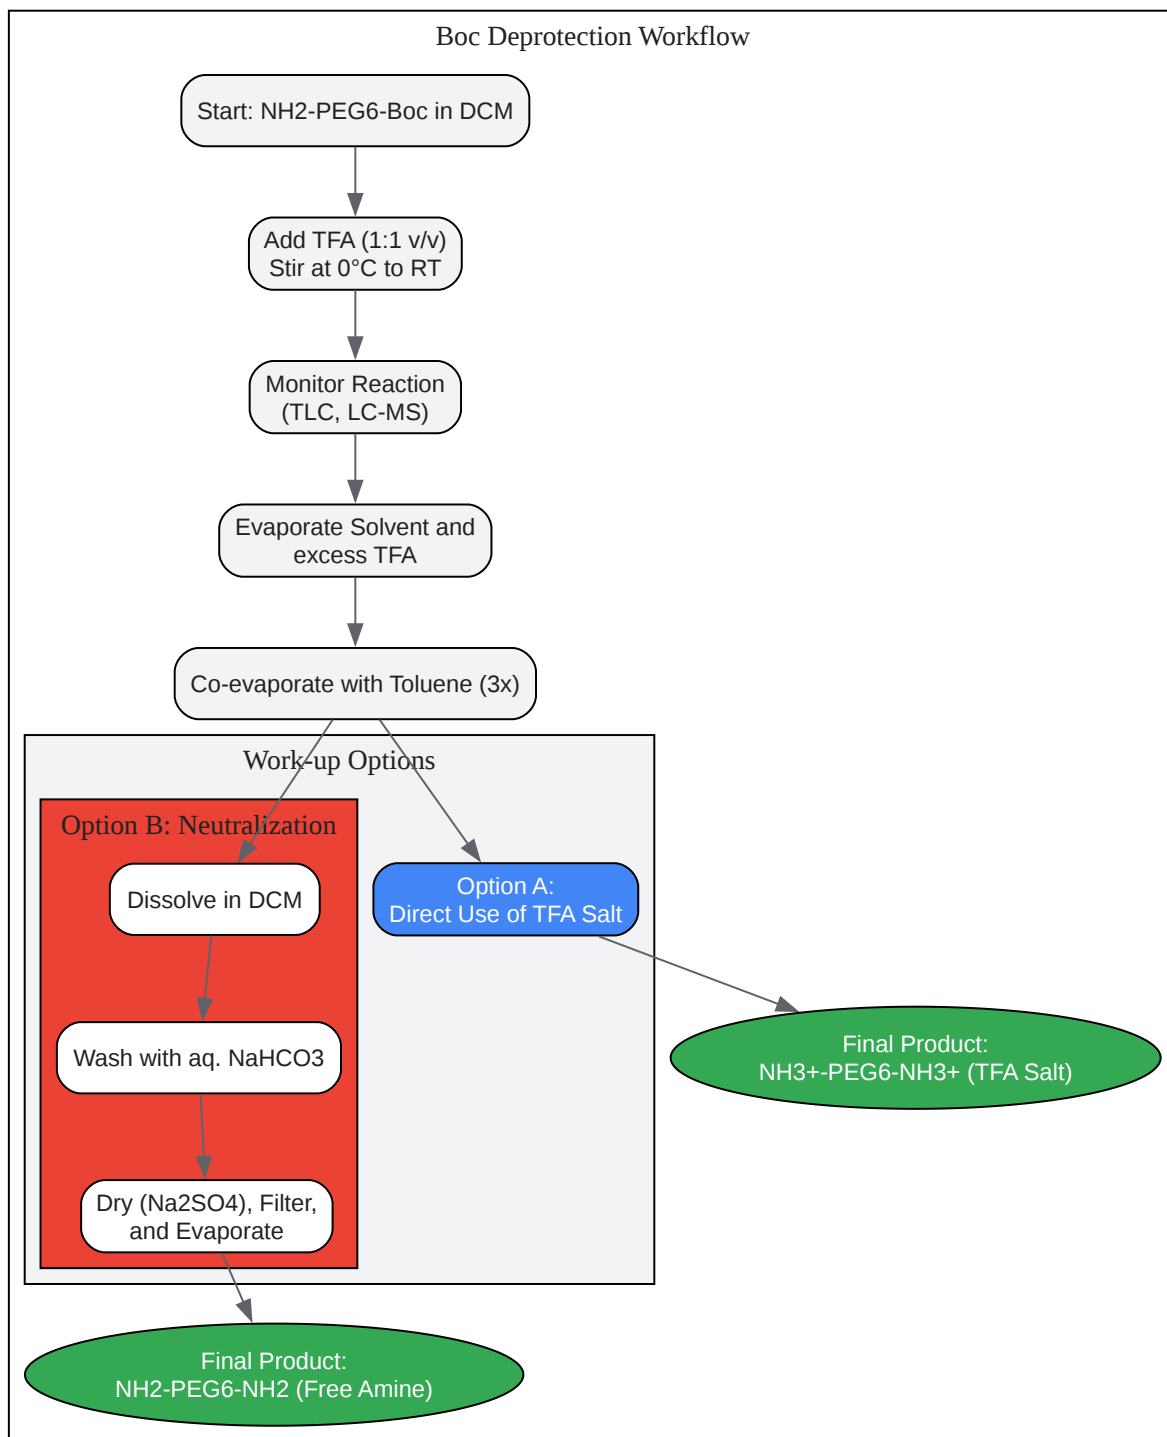 Boc Deprotection Workflow
Start: NH2-PEG6-Boc in DCM
Add TFA (1:1 v/v)
Stir at 0°C to RT
Monitor Reaction
(TLC, LC-MS)
Evaporate Solvent and
excess TFA
Co-evaporate with Toluene (3x)
Work-up Options
Option B: Neutralization
Dissolve in DCM
Wash with aq. NaHCO3
Dry (Na2SO4), Filter,
and Evaporate
Option A:
Direct Use of TFA Salt
Final Product:
NH3+-PEG6-NH3+ (TFA Salt)
Final Product:
NH2-PEG6-NH2 (Free Amine)